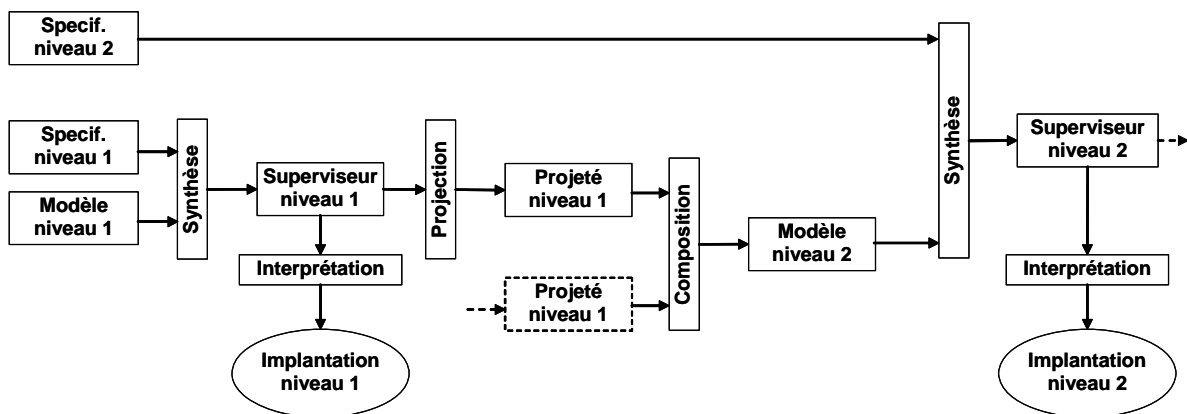 Specif.
niveau 2
Specif.
niveau 1
Modèle
niveau 1
Synthèse
Superviseur
niveau 1
Interprétation
Implantation
niveau 1
Projection
Projeté
niveau 1
Projeté
niveau 1
Composition
Modèle
niveau 2
Synthèse
Superviseur
niveau 2
Interprétation
Implantation
niveau 2